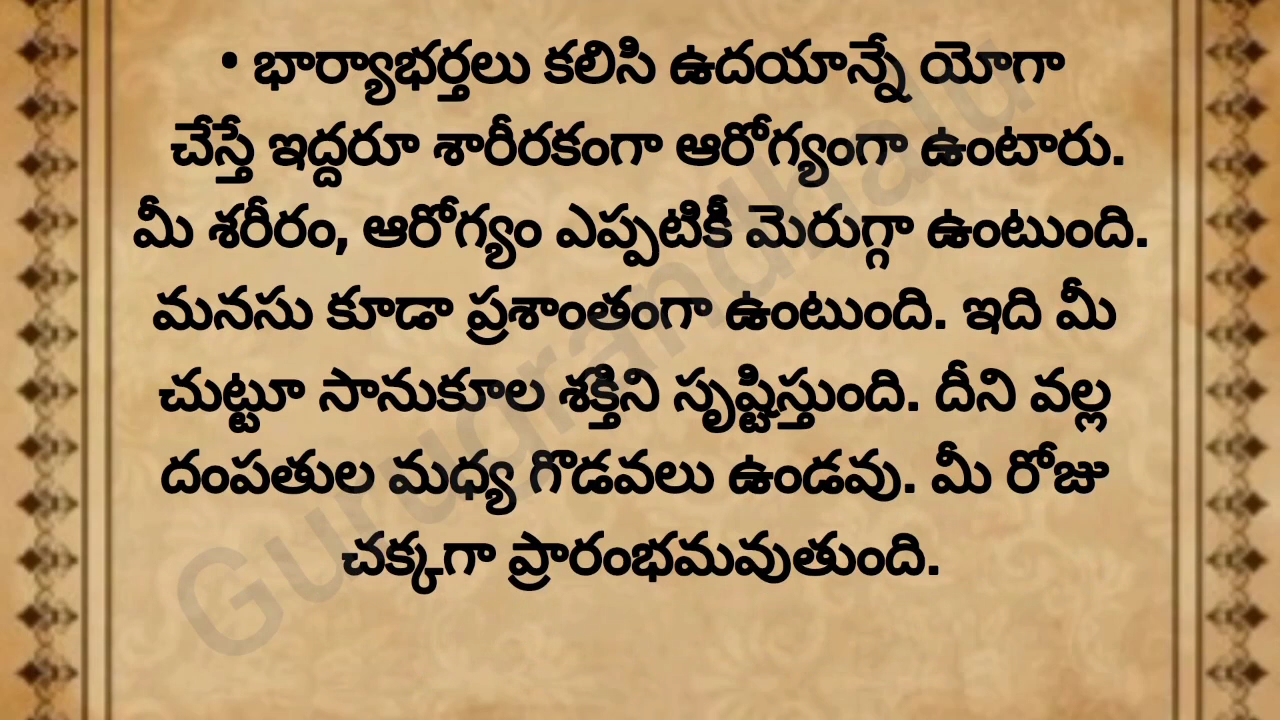 • భార్యాభర్తలు కలిసి ఉదయాన్నే యోగా
చేస్తే ఇద్దరూ శారీరకంగా ఆరోగ్యంగా ఉంటారు.
మీ శరీరం, ఆరోగ్యం ఎప్పటికీ మెరుగ్గా ఉంటుంది.
మనసు కూడా ప్రశాంతంగా ఉంటుంది. ఇది మీ
చుట్టూ సానుకూల శక్తిని సృష్టిస్తుంది. దీని వల్ల
దంపతుల మధ్య గొడవలు ఉండవు. మీ రోజు
చక్కగా ప్రారంభమవుతుంది.
Gurugrandhalu